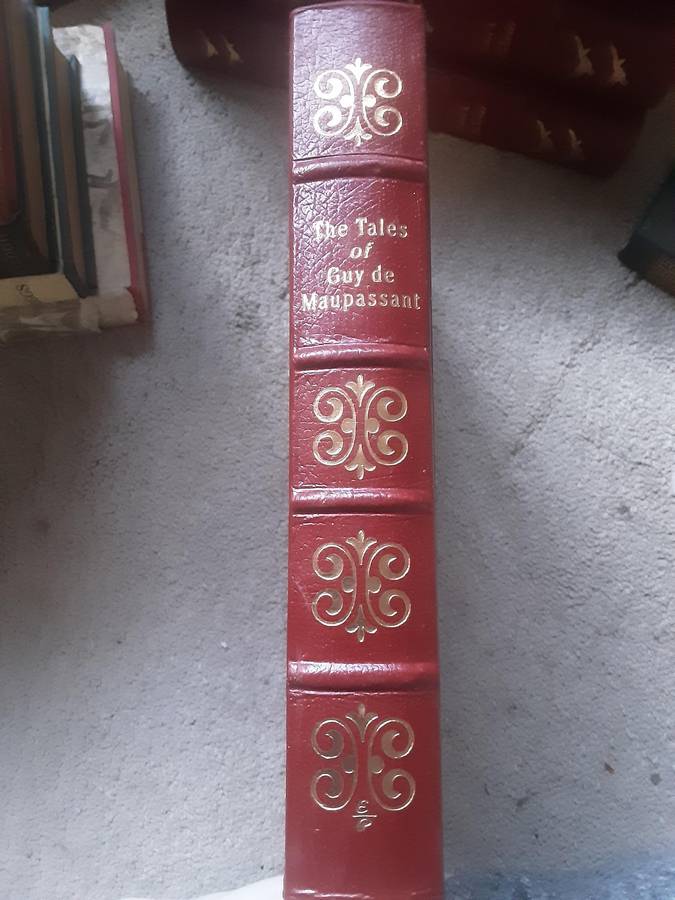 The Tales
of
Guy de
Maupassant
E
P